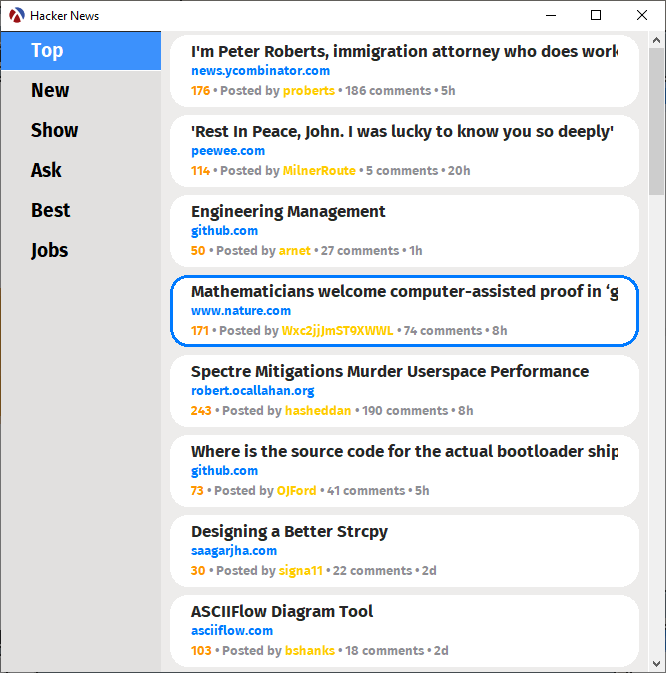 Hacker News
Top
New
Show
Ask
Best
Jobs
I'm Peter Roberts, immigration attorney who does work
news.ycombinator.com
176 • Posted by proberts • 186 comments • 5h
'Rest In Peace, John. I was lucky to know you so deeply'
peewee.com
114 • Posted by MilnerRoute • 5 comments • 20h
Engineering Management
github.com
50 • Posted by arnet • 27 comments • 1h
Mathematicians welcome computer-assisted proof in ‘g
www.nature.com
171 • Posted by Wxc2jjJmST9XWWL • 74 comments • 8h
Spectre Mitigations Murder Userspace Performance
robert.ocallahan.org
243 • Posted by hasheddan • 190 comments • 8h
Where is the source code for the actual bootloader ship
github.com
73 • Posted by OJFord • 41 comments • 5h
Designing a Better Strcpy
saagarjha.com
30 • Posted by signa11 • 22 comments • 2d
ASCIIFlow Diagram Tool
asciiflow.com
103 • Posted by bshanks • 18 comments • 2d